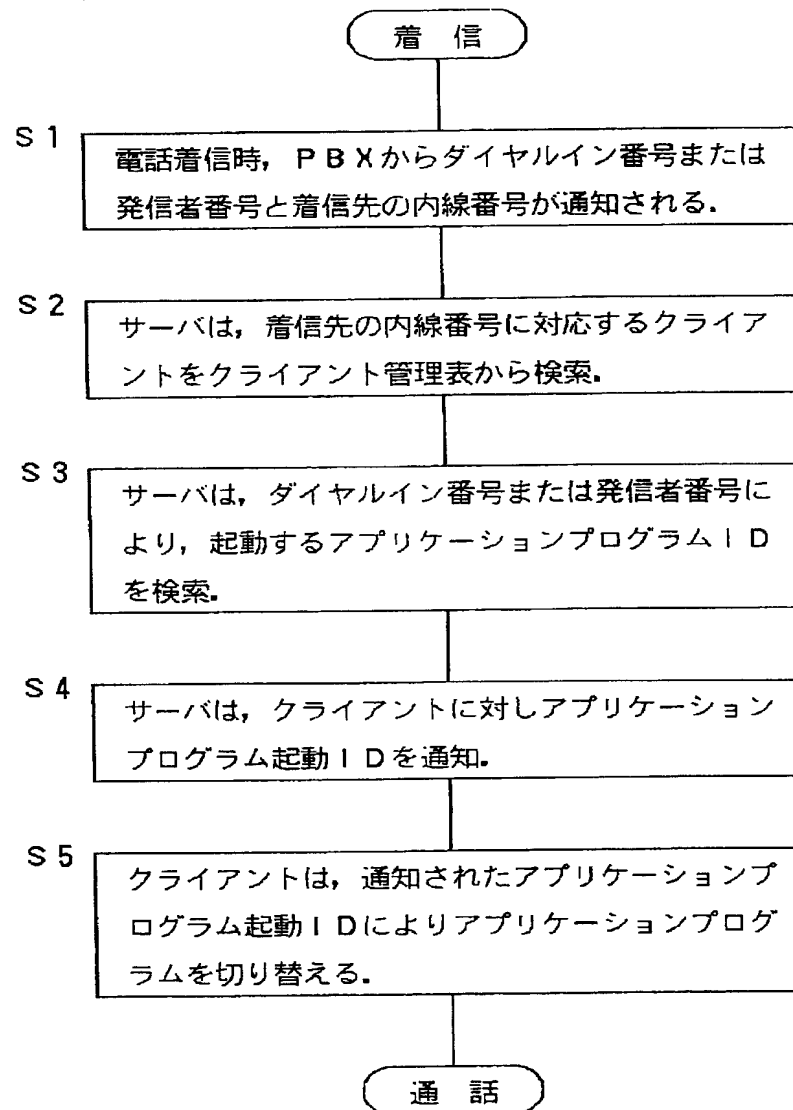 着 信
S1
電話着信時，PBXからダイヤルイン番号または
発信者番号と着信先の内線番号が通知される．
S2
サーバは，着信先の内線番号に対応するクライア
ントをクライアント管理表から検索．
S3
サーバは，ダイヤルイン番号または発信者番号に
より，起動するアプリケーションプログラムID
を検索．
S4
サーバは，クライアントに対しアプリケーション
プログラム起動IDを通知．
S5
クライアントは，通知されたアプリケーションプ
ログラム起動IDによりアプリケーションプログ
ラムを切り替える．
通 話